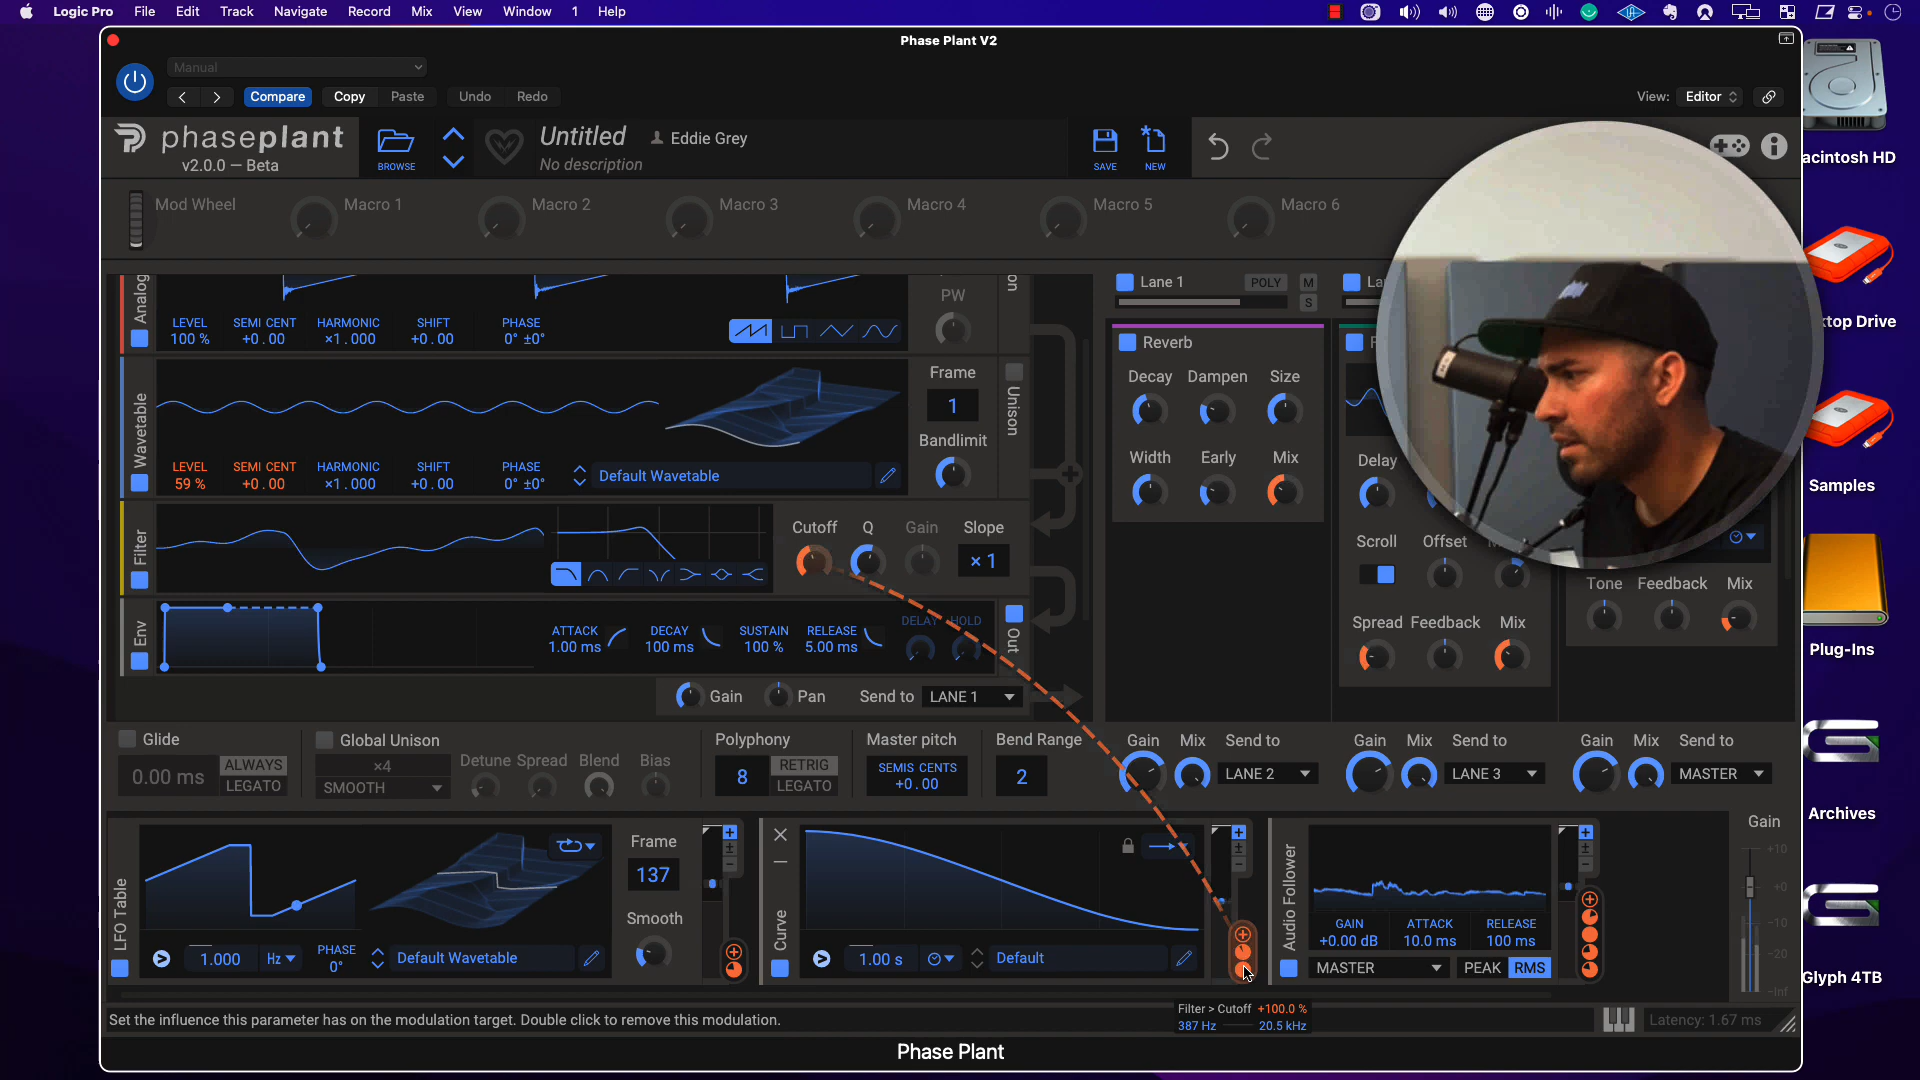 Logic Pro File Edit Track Navigate Record Mix View Window 1 Help
Phase Plant V2
Manual
Compare Copy Paste Undo Redo
View: Editor
phaseplant
v2.0.0 — Beta
BROWSE
Untitled
Eddie Grey
No description
SAVE NEW
Mod Wheel Macro 1 Macro 2 Macro 3 Macro 4 Macro 5 Macro 6
Analog
LEVEL SEMI CENT HARMONIC SHIFT PHASE
100 % +0.00 ×1.000 +0.00 0° ±0°
PW
Wavetable
Frame
1
Bandlimit
Unison
LEVEL SEMI CENT HARMONIC SHIFT PHASE
59 % +0.00 ×1.000 +0.00 0° ±0°
Default Wavetable
Filter
Cutoff Q Gain Slope
× 1
Env
ATTACK DECAY SUSTAIN RELEASE DELAY HOLD
1.00 ms 100 ms 100 % 5.00 ms
Out
Gain Pan Send to LANE 1
Lane 1 POLY M
S
Reverb
Decay Dampen Size
Width Early Mix
Delay
Scroll Offset
Spread Feedback Mix
Tone Feedback Mix
Glide
0.00 ms ALWAYS
LEGATO
Global Unison
×4
SMOOTH
Detune Spread Blend Bias
Polyphony
8 RETRIG
LEGATO
Master pitch
SEMIS CENTS
+0.00
Bend Range
2
Gain Mix Send to
LANE 2
Gain Mix Send to
LANE 3
Gain Mix Send to
MASTER
LFO Table
1.000 Hz PHASE
0°
Default Wavetable
Frame
137
Smooth
Curve
1.00 s Default
Audio Follower
GAIN ATTACK RELEASE
+0.00 dB 10.0 ms 100 ms
MASTER PEAK RMS
Gain
+10
+0
-10
-20
-inf
Set the influence this parameter has on the modulation target. Double click to remove this modulation.
Filter > Cutoff +100.0 %
387 Hz 20.5 kHz
Latency: 1.67 ms
Phase Plant
acintosh HD
ktop Drive
Samples
Plug-Ins
Archives
Glyph 4TB